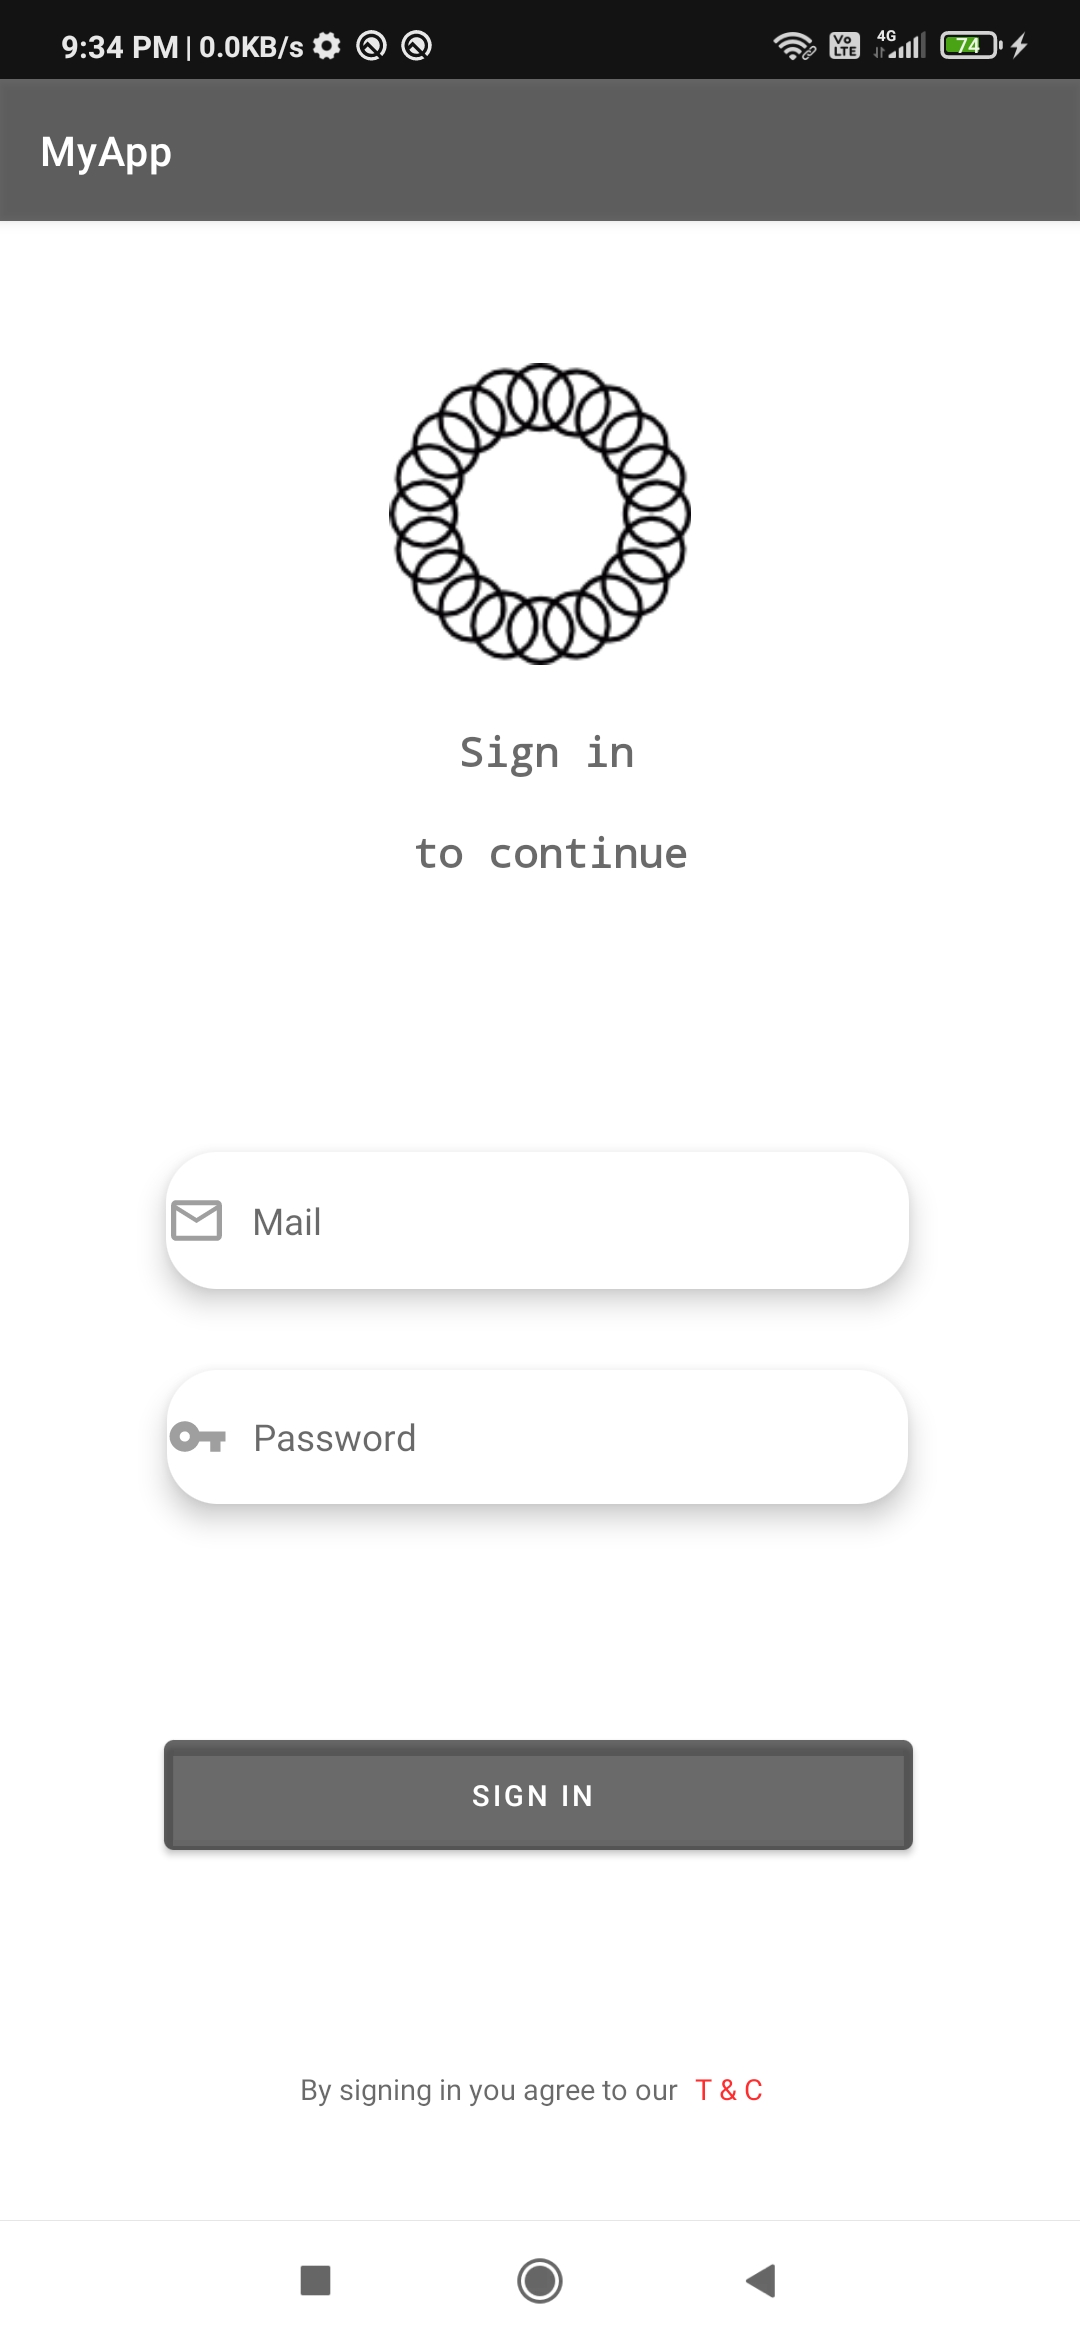 9:34 PM | 0.0KB/s
Vo LTE 4G 74
MyApp
Sign in
to continue
Mail
Password
SIGN IN
By signing in you agree to our T & C